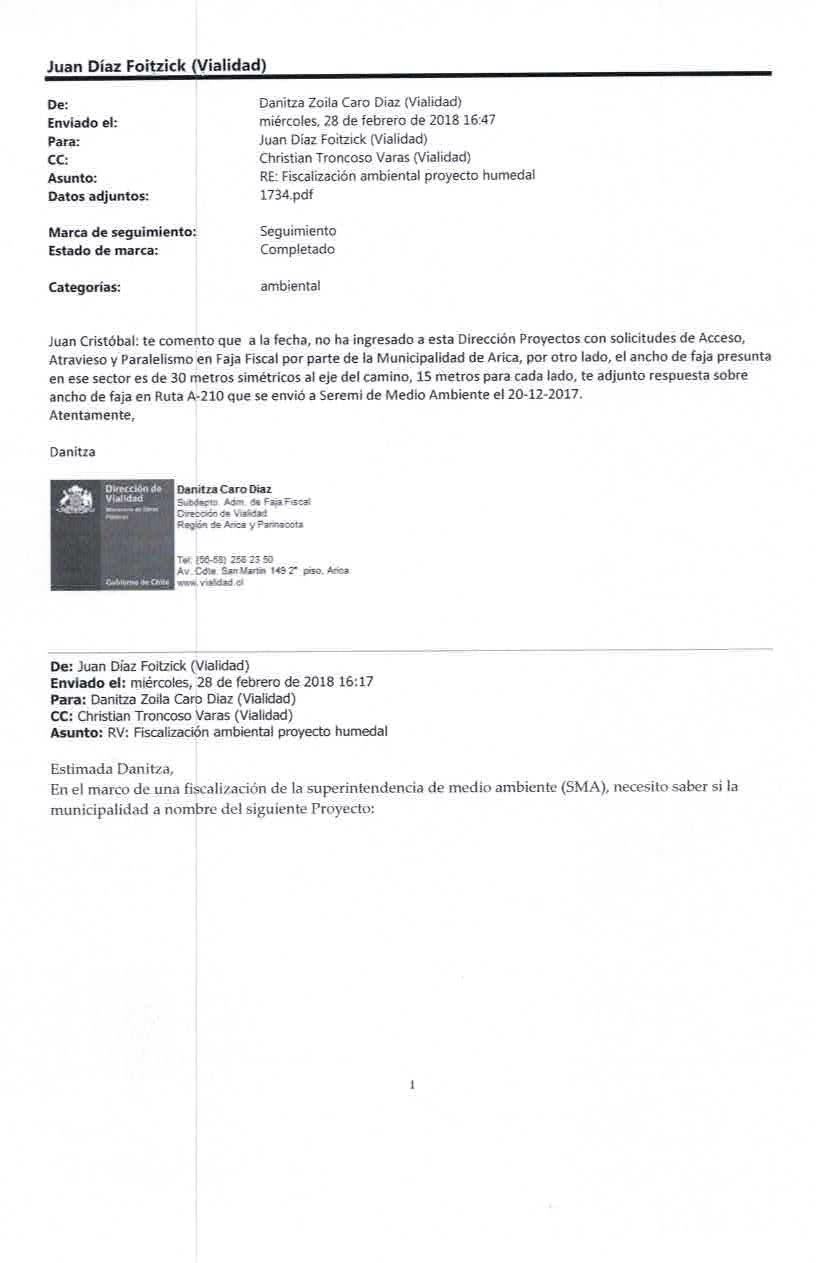 Juan Díaz Foitzick (Vialidad)
De: Danitza Zoila Caro Diaz (Vialidad)
Enviado el: miércoles, 28 de febrero de 2018 16:47
Para: Juan Díaz Foitzick (Vialidad)
CC: Christian Troncoso Varas (Vialidad)
Asunto: RE: Fiscalización ambiental proyecto humedal
Datos adjuntos: 1734.pdf
Marca de seguimiento: Seguimiento
Estado de marca: Completado
Categorías: ambiental
Juan Cristóbal: te comento que a la fecha, no ha ingresado a esta Dirección Proyectos con solicitudes de Acceso,
Atravieso y Paralelismo en Faja Fiscal por parte de la Municipalidad de Arica, por otro lado, el ancho de faja presunta
en ese sector es de 30 metros simétricos al eje del camino, 15 metros para cada lado, te adjunto respuesta sobre
ancho de faja en Ruta A-210 que se envió a Seremi de Medio Ambiente el 20-12-2017.
Atentamente,
Danitza
Dirección de
Vialidad
Ministerio de Obras
Públicas
Gobierno de Chile
Danitza Caro Diaz
Subdepto. Adm. de Faja Fiscal
Dirección de Vialidad
Región de Arica y Parinacota
Tel: (56-58) 258 23 50
Av. Cdte. San Martin 149 2° piso, Arica
www.vialidad.cl
De: Juan Díaz Foitzick (Vialidad)
Enviado el: miércoles, 28 de febrero de 2018 16:17
Para: Danitza Zoila Caro Diaz (Vialidad)
CC: Christian Troncoso Varas (Vialidad)
Asunto: RV: Fiscalización ambiental proyecto humedal
Estimada Danitza,
En el marco de una fiscalización de la superintendencia de medio ambiente (SMA), necesito saber si la
municipalidad a nombre del siguiente Proyecto:
1